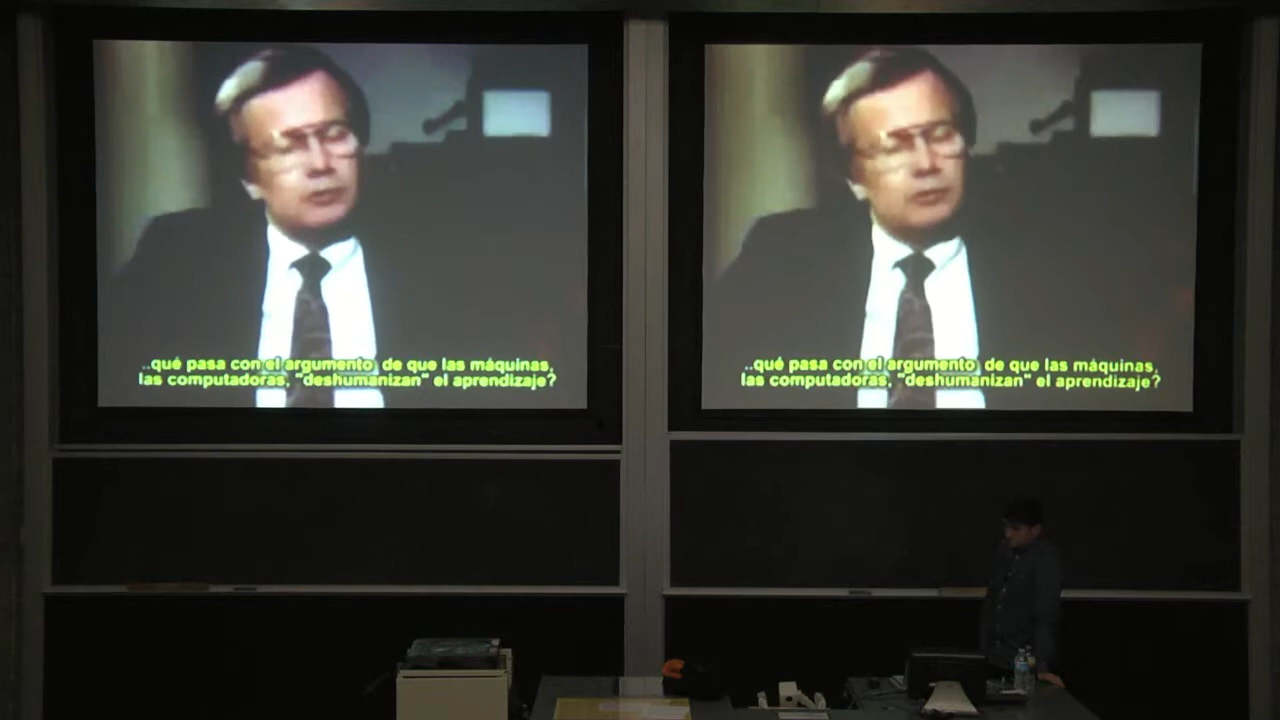 ..qué pasa con el argumento de que las máquinas,
las computadoras, "deshumanizan" el aprendizaje?
..qué pasa con el argumento de que las máquinas,
las computadoras, "deshumanizan" el aprendizaje?